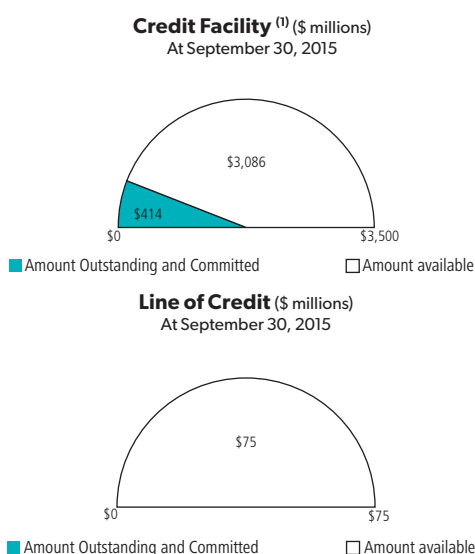 Credit Facility (1) ($ millions)
At September 30, 2015
$3,086
$414
$0 $3,500
Amount Outstanding and Committed Amount available
Line of Credit ($ millions)
At September 30, 2015
$75
$0 $75
Amount Outstanding and Committed Amount available